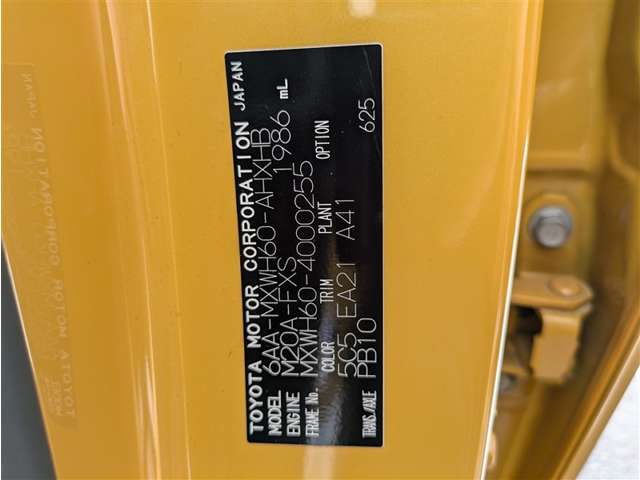 TOYOTA MOTOR CORPORATION JAPAN
MODEL 6AA-MXWH60-AHXHB
ENGINE M20A-FXS 1986 mL
FRAME No. MXWH60-4000255
COLOR TRIM PLANT OPTION
5C5 EA21 A41
TRANS./AXLE PB10 625